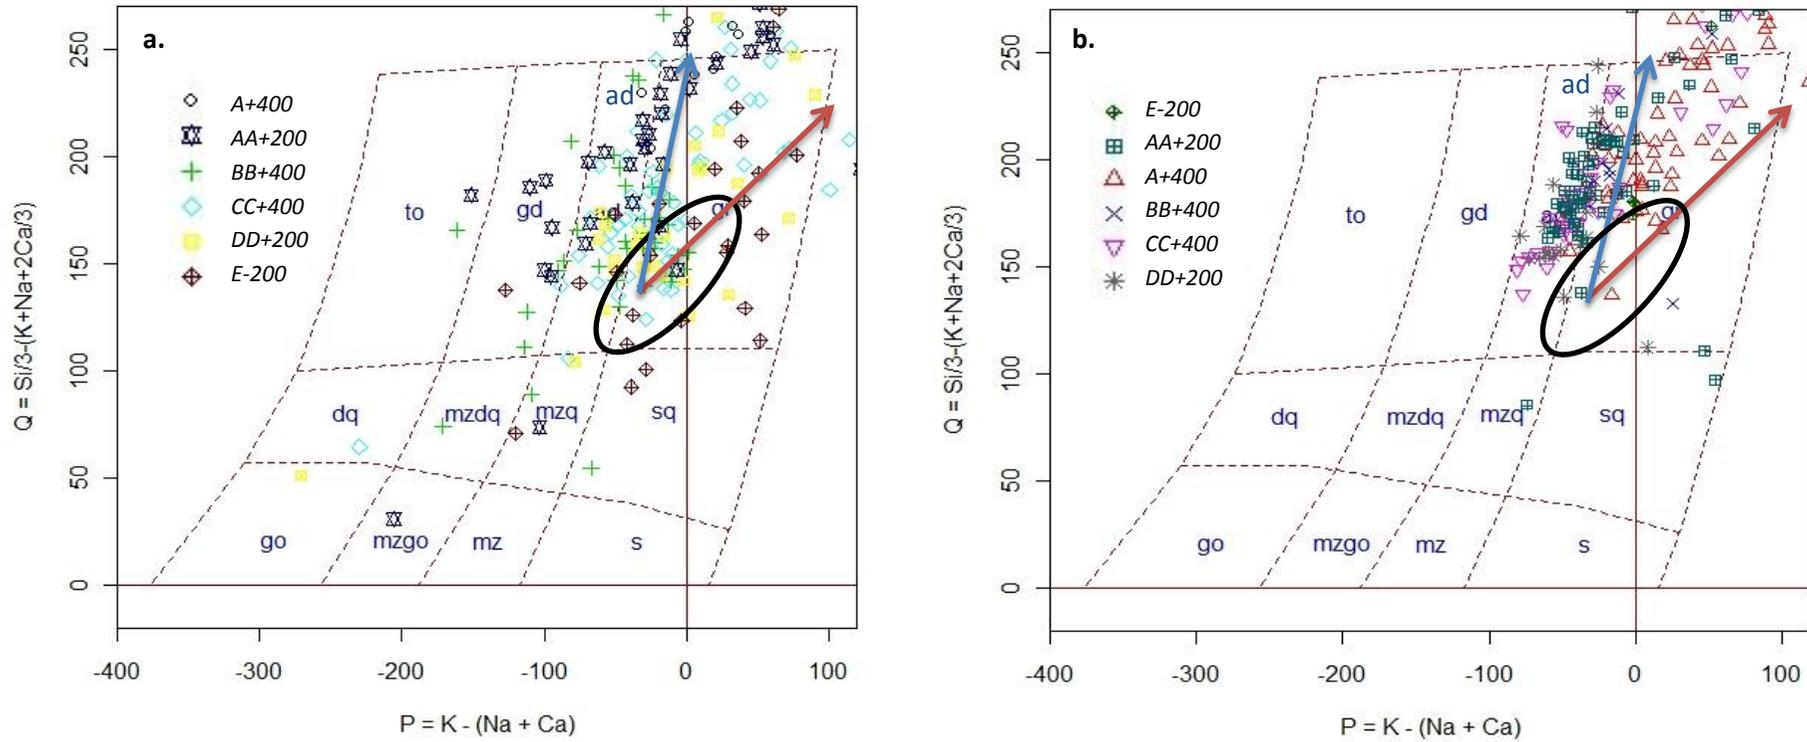 a.
250
200
150
100
50
0
Q = Si/3-(K+Na+2Ca/3)
A+400
AA+200
BB+400
CC+400
DD+200
E-200
ad
to
gd
dq
mzdq
mzq
sq
go
mzgo
mz
s
-400
-300
-200
-100
0
100
P = K - (Na + Ca)
b.
250
200
150
100
50
0
Q = Si/3-(K+Na+2Ca/3)
E-200
AA+200
A+400
BB+400
CC+400
DD+200
ad
to
gd
dq
mzdq
mzq
sq
go
mzgo
mz
s
-400
-300
-200
-100
0
100
P = K - (Na + Ca)